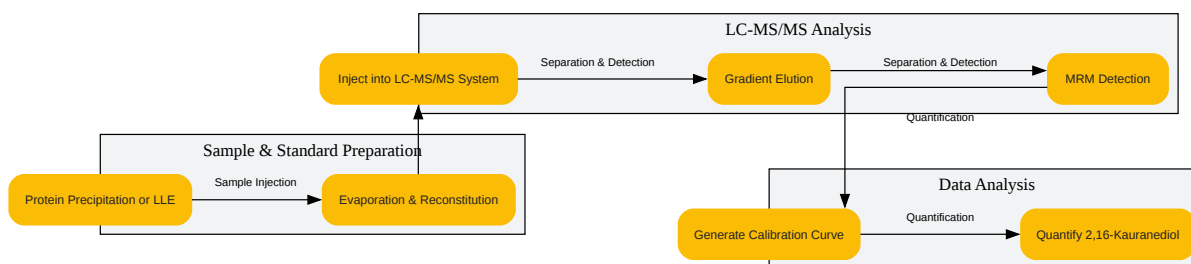 LC-MS/MS Analysis
Inject into LC-MS/MS System
Separation & Detection
Gradient Elution
Separation & Detection
MRM Detection
Quantification
Sample & Standard Preparation
Protein Precipitation or LLE
Sample Injection
Evaporation & Reconstitution
Data Analysis
Generate Calibration Curve
Quantification
Quantify 2,16-Kauranediol